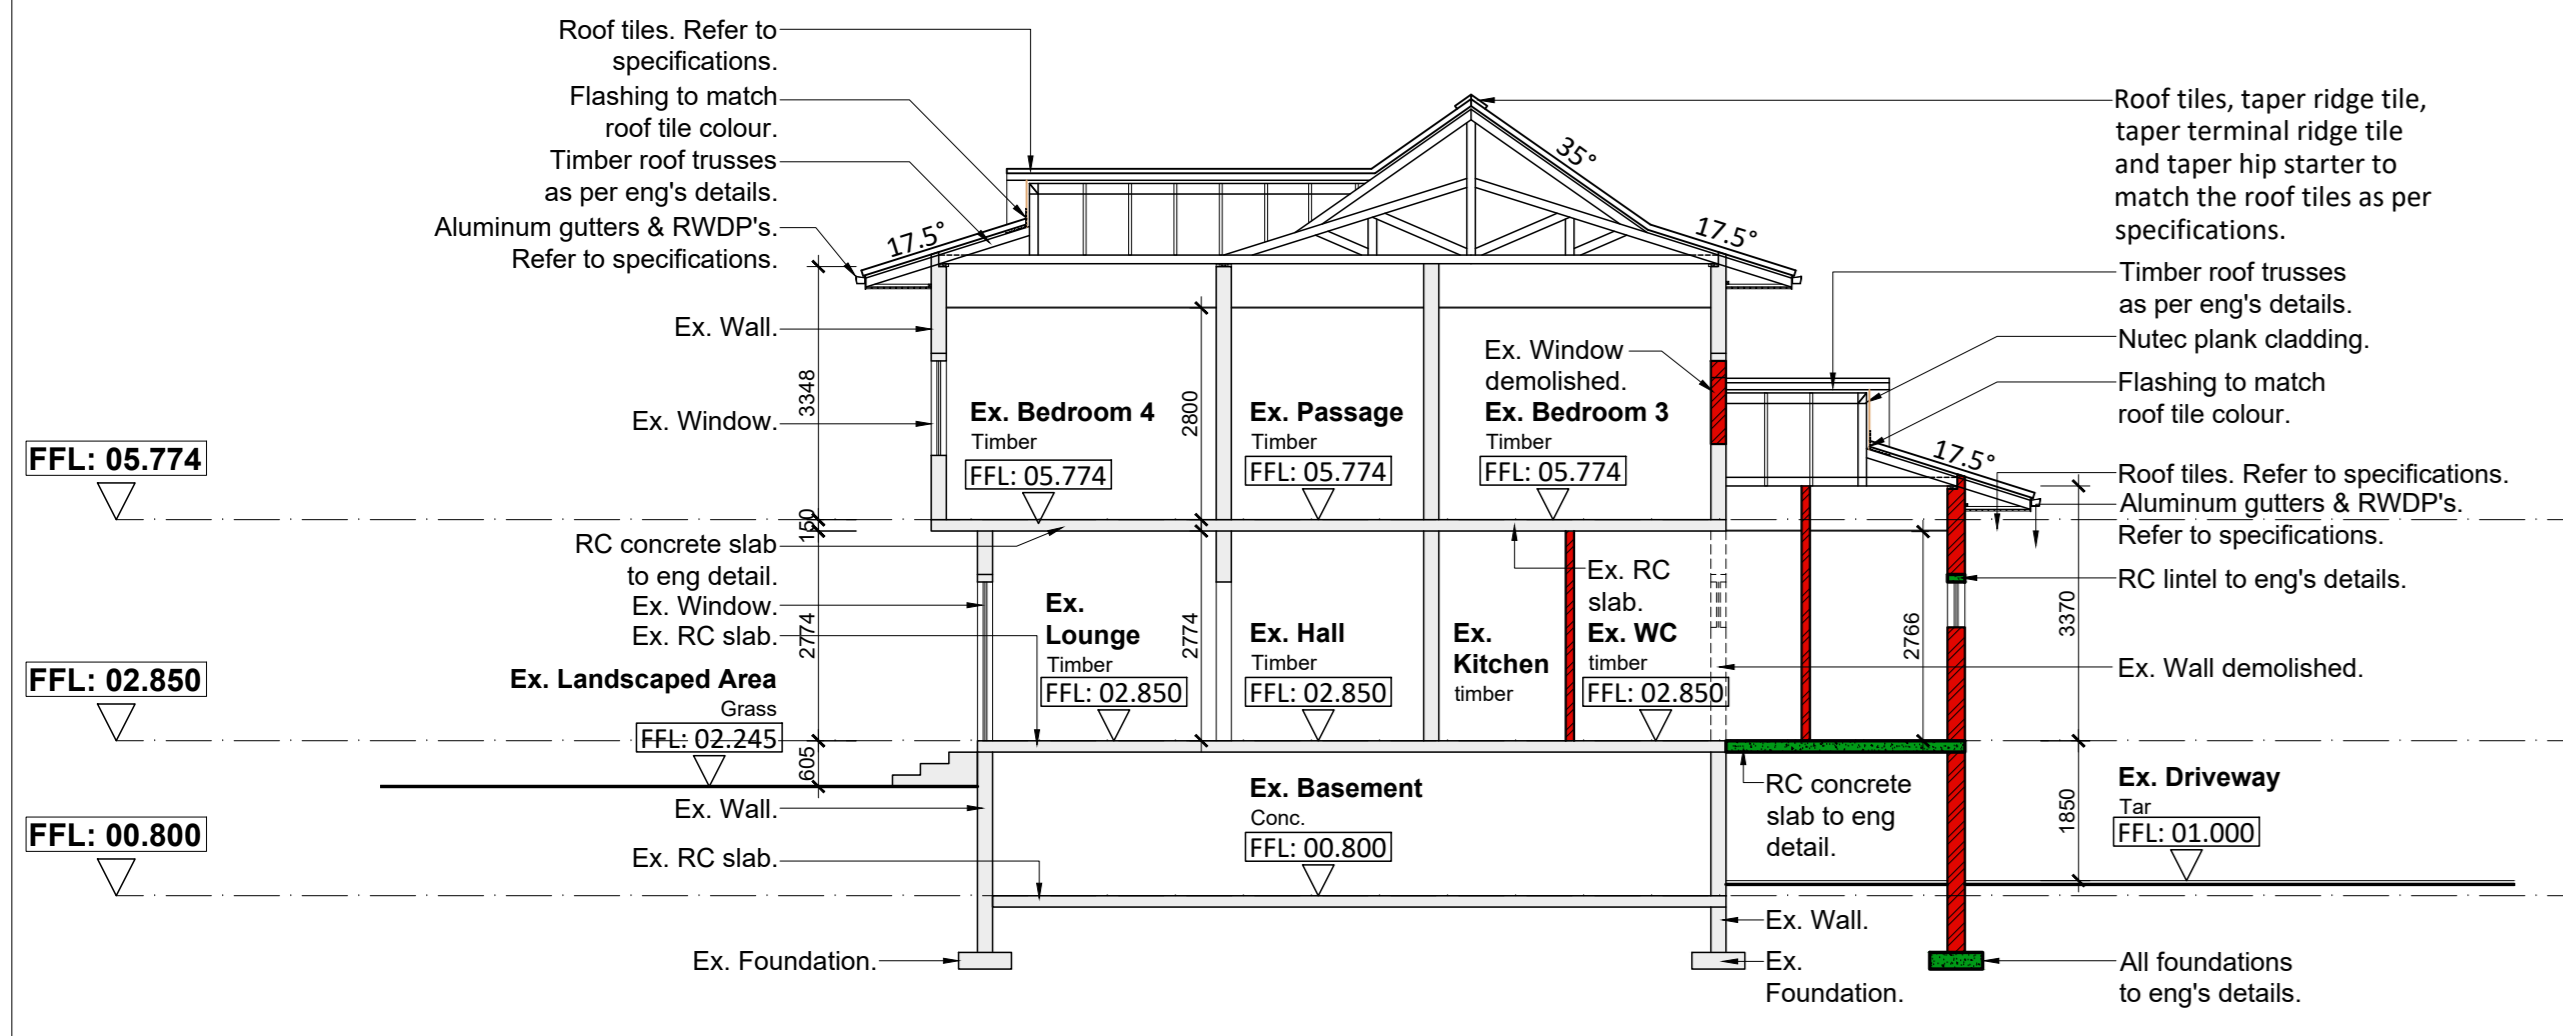 Roof tiles. Refer to
specifications.
Flashing to match
roof tile colour.
Timber roof trusses
as per eng's details.
Aluminum gutters & RWDP's.
Refer to specifications.
17.5°
35°
17.5°
Roof tiles, taper ridge tile,
taper terminal ridge tile
and taper hip starter to
match the roof tiles as per
specifications.
Timber roof trusses
as per eng's details.
Nutec plank cladding.
Flashing to match
roof tile colour.
17.5°
Roof tiles. Refer to specifications.
Aluminum gutters & RWDP's.
Refer to specifications.
RC lintel to eng's details.
Ex. Wall demolished.
Ex. Wall.
Ex. Window.
3348
2800
Ex. Bedroom 4
Timber
FFL: 05.774
Ex. Passage
Timber
FFL: 05.774
Ex. Window
demolished.
Ex. Bedroom 3
Timber
FFL: 05.774
FFL: 05.774
150
RC concrete slab
to eng detail.
Ex. Window.
Ex. RC slab.
2774
2774
Ex.
Lounge
Timber
FFL: 02.850
Ex. Hall
Timber
FFL: 02.850
Ex.
Kitchen
timber
Ex. RC
slab.
Ex. WC
timber
FFL: 02.850
2766
3370
FFL: 02.850
Ex. Landscaped Area
Grass
FFL: 02.245
605
Ex. Wall.
Ex. RC slab.
Ex. Basement
Conc.
FFL: 00.800
RC concrete
slab to eng
detail.
1850
Ex. Driveway
Tar
FFL: 01.000
FFL: 00.800
Ex. Foundation.
Ex. Wall.
Ex.
Foundation.
All foundations
to eng's details.